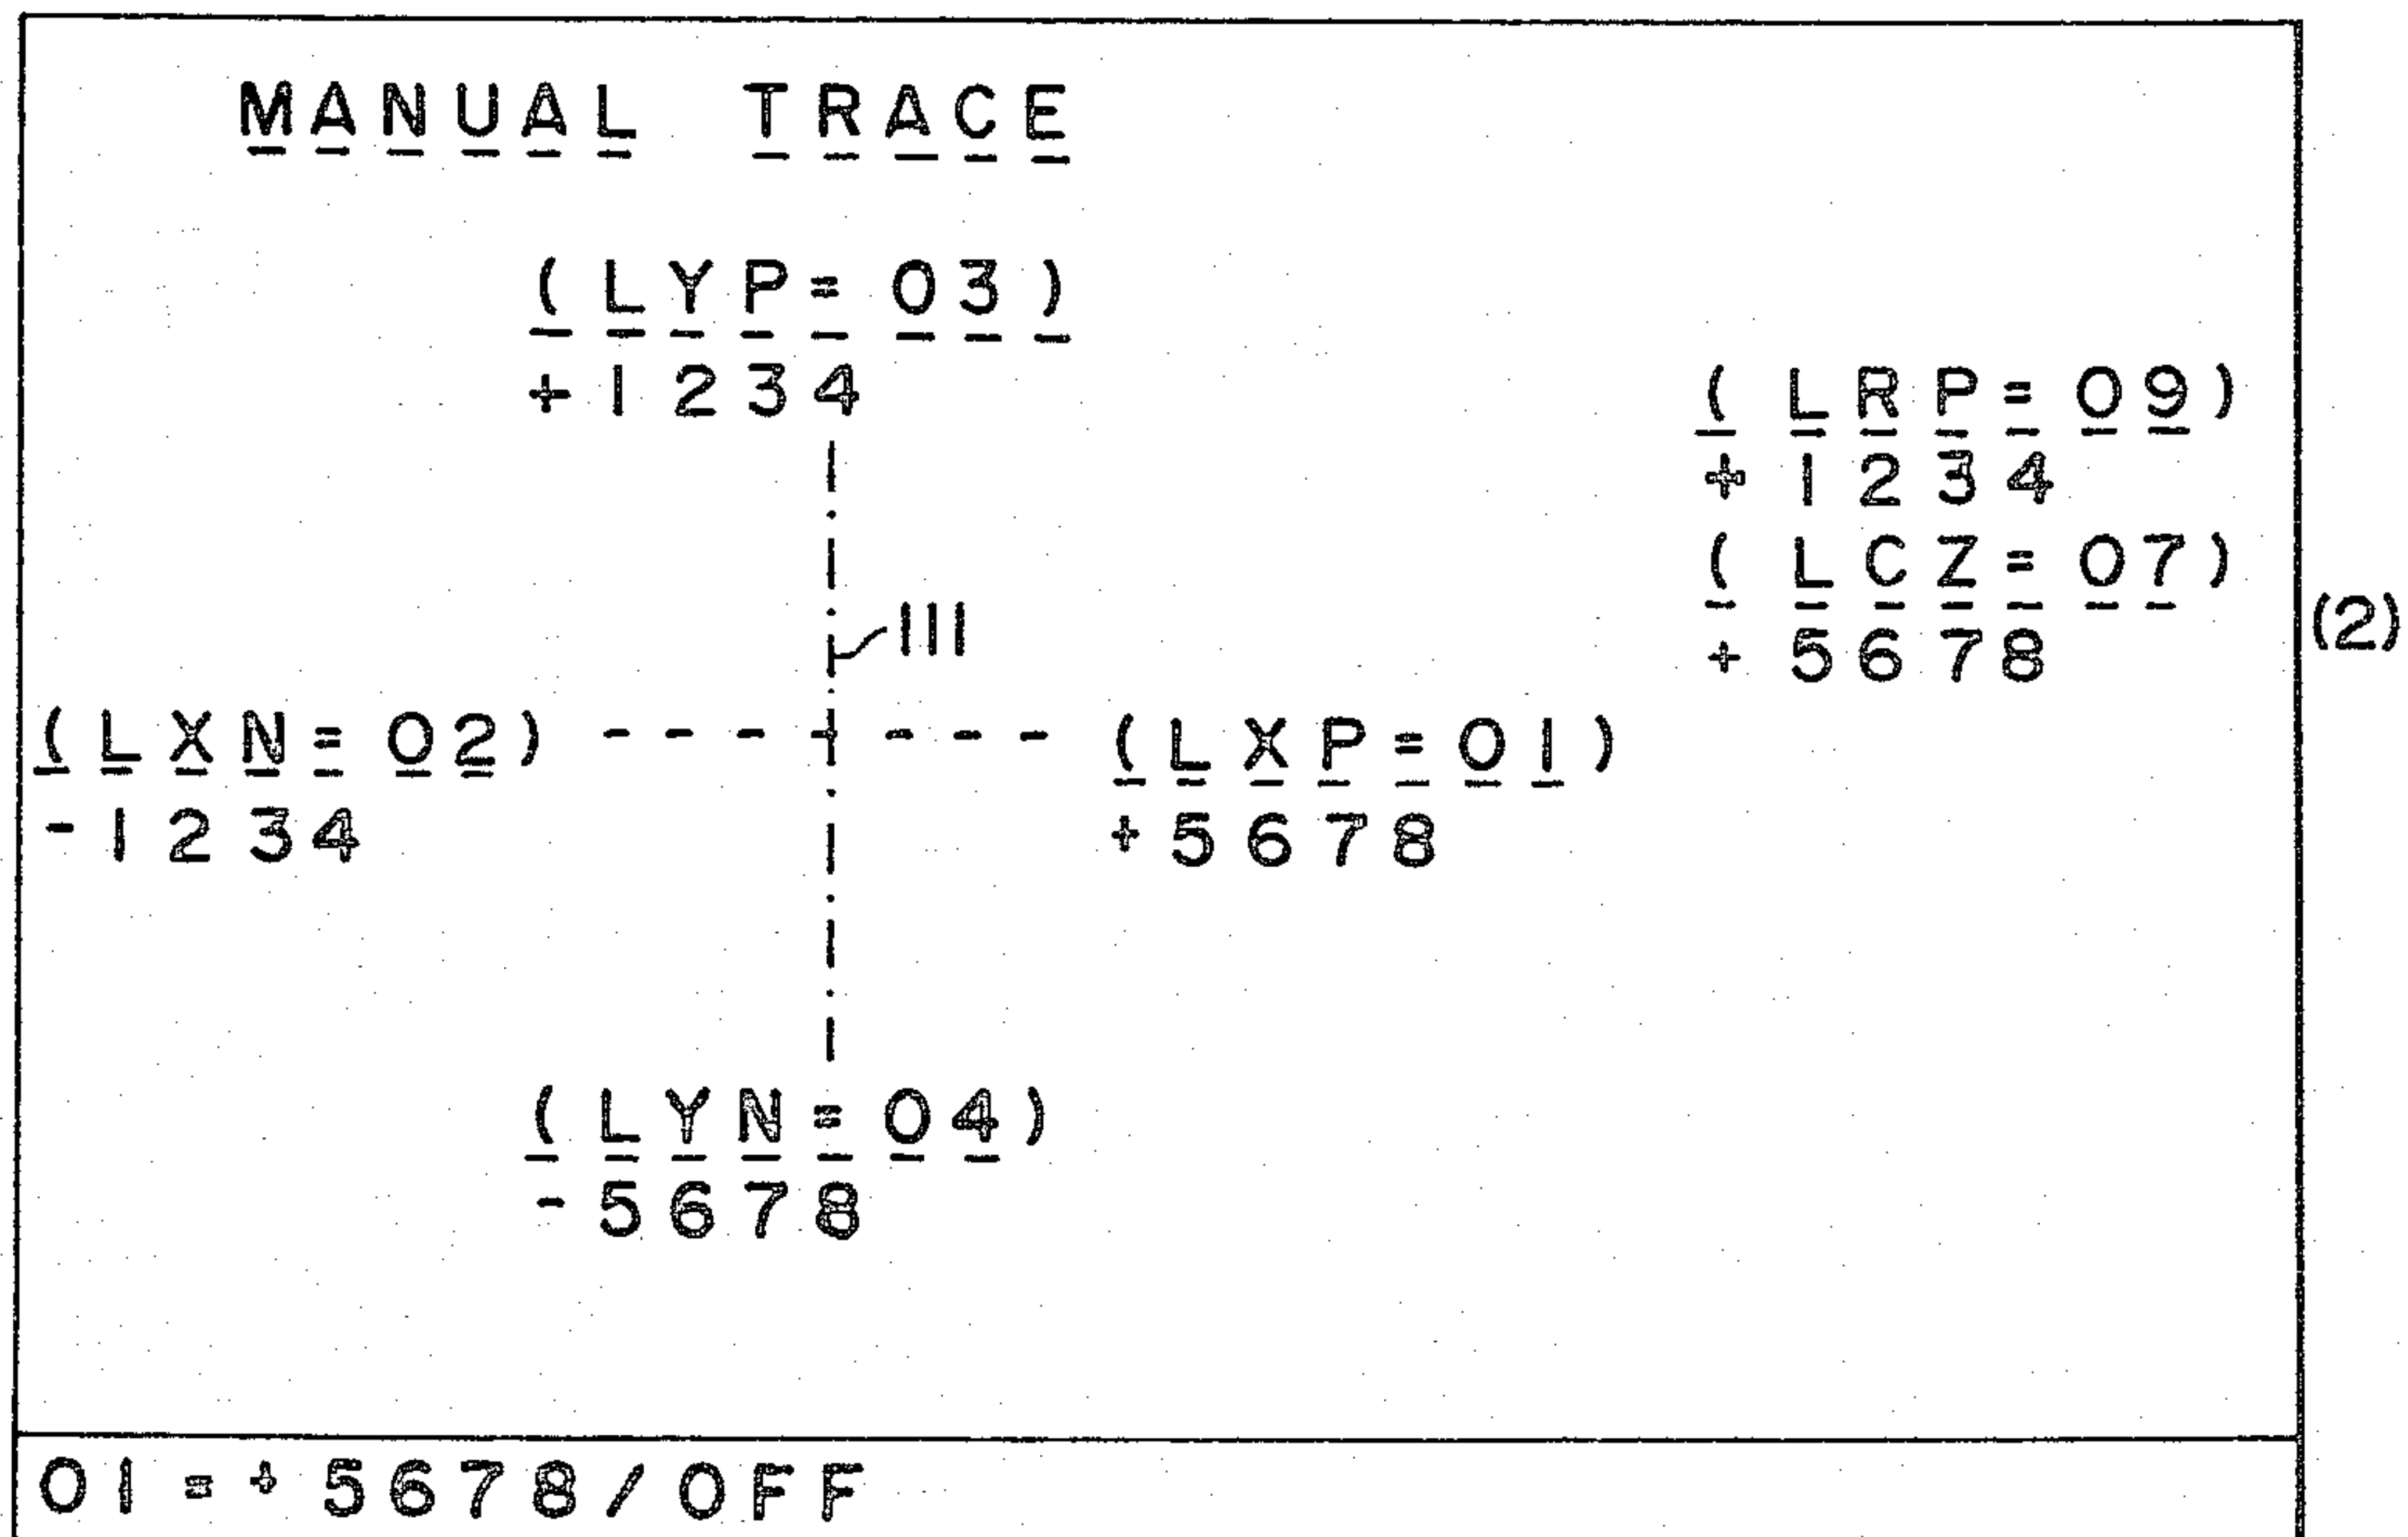 MANUAL TRACE
(LYP=03)
+1234
(LRP=09)
+1234
(LCZ=07)
+5678
(2)
111
(LXN=02) ---+--- (LXP=01)
-1234 +5678
(LYN=04)
-5678
01=+5678/OFF